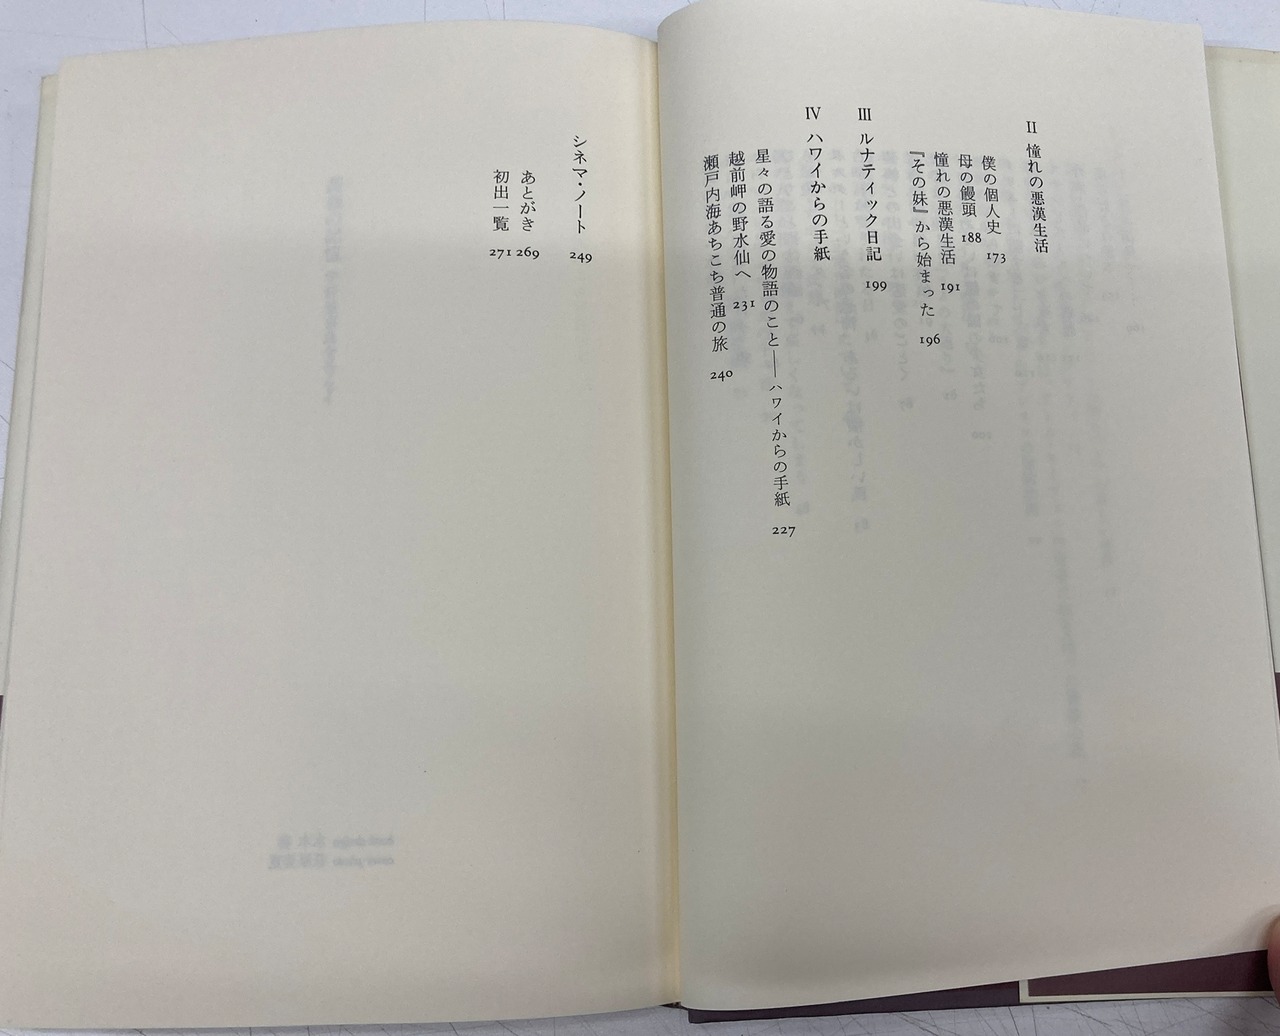 II 憧れの悪漢生活
僕の個人史 173
母の饅頭 188
憧れの悪漢生活 191
『その妹』から始まった 196
III ルナティック日記 199
IV ハワイからの手紙
星々の語る愛の物語のこと――ハワイからの手紙 227
越前岬の野水仙へ 231
瀬戸内海あちこち普通の旅 240
シネマ・ノート 249
あとがき 269
初出一覧 271